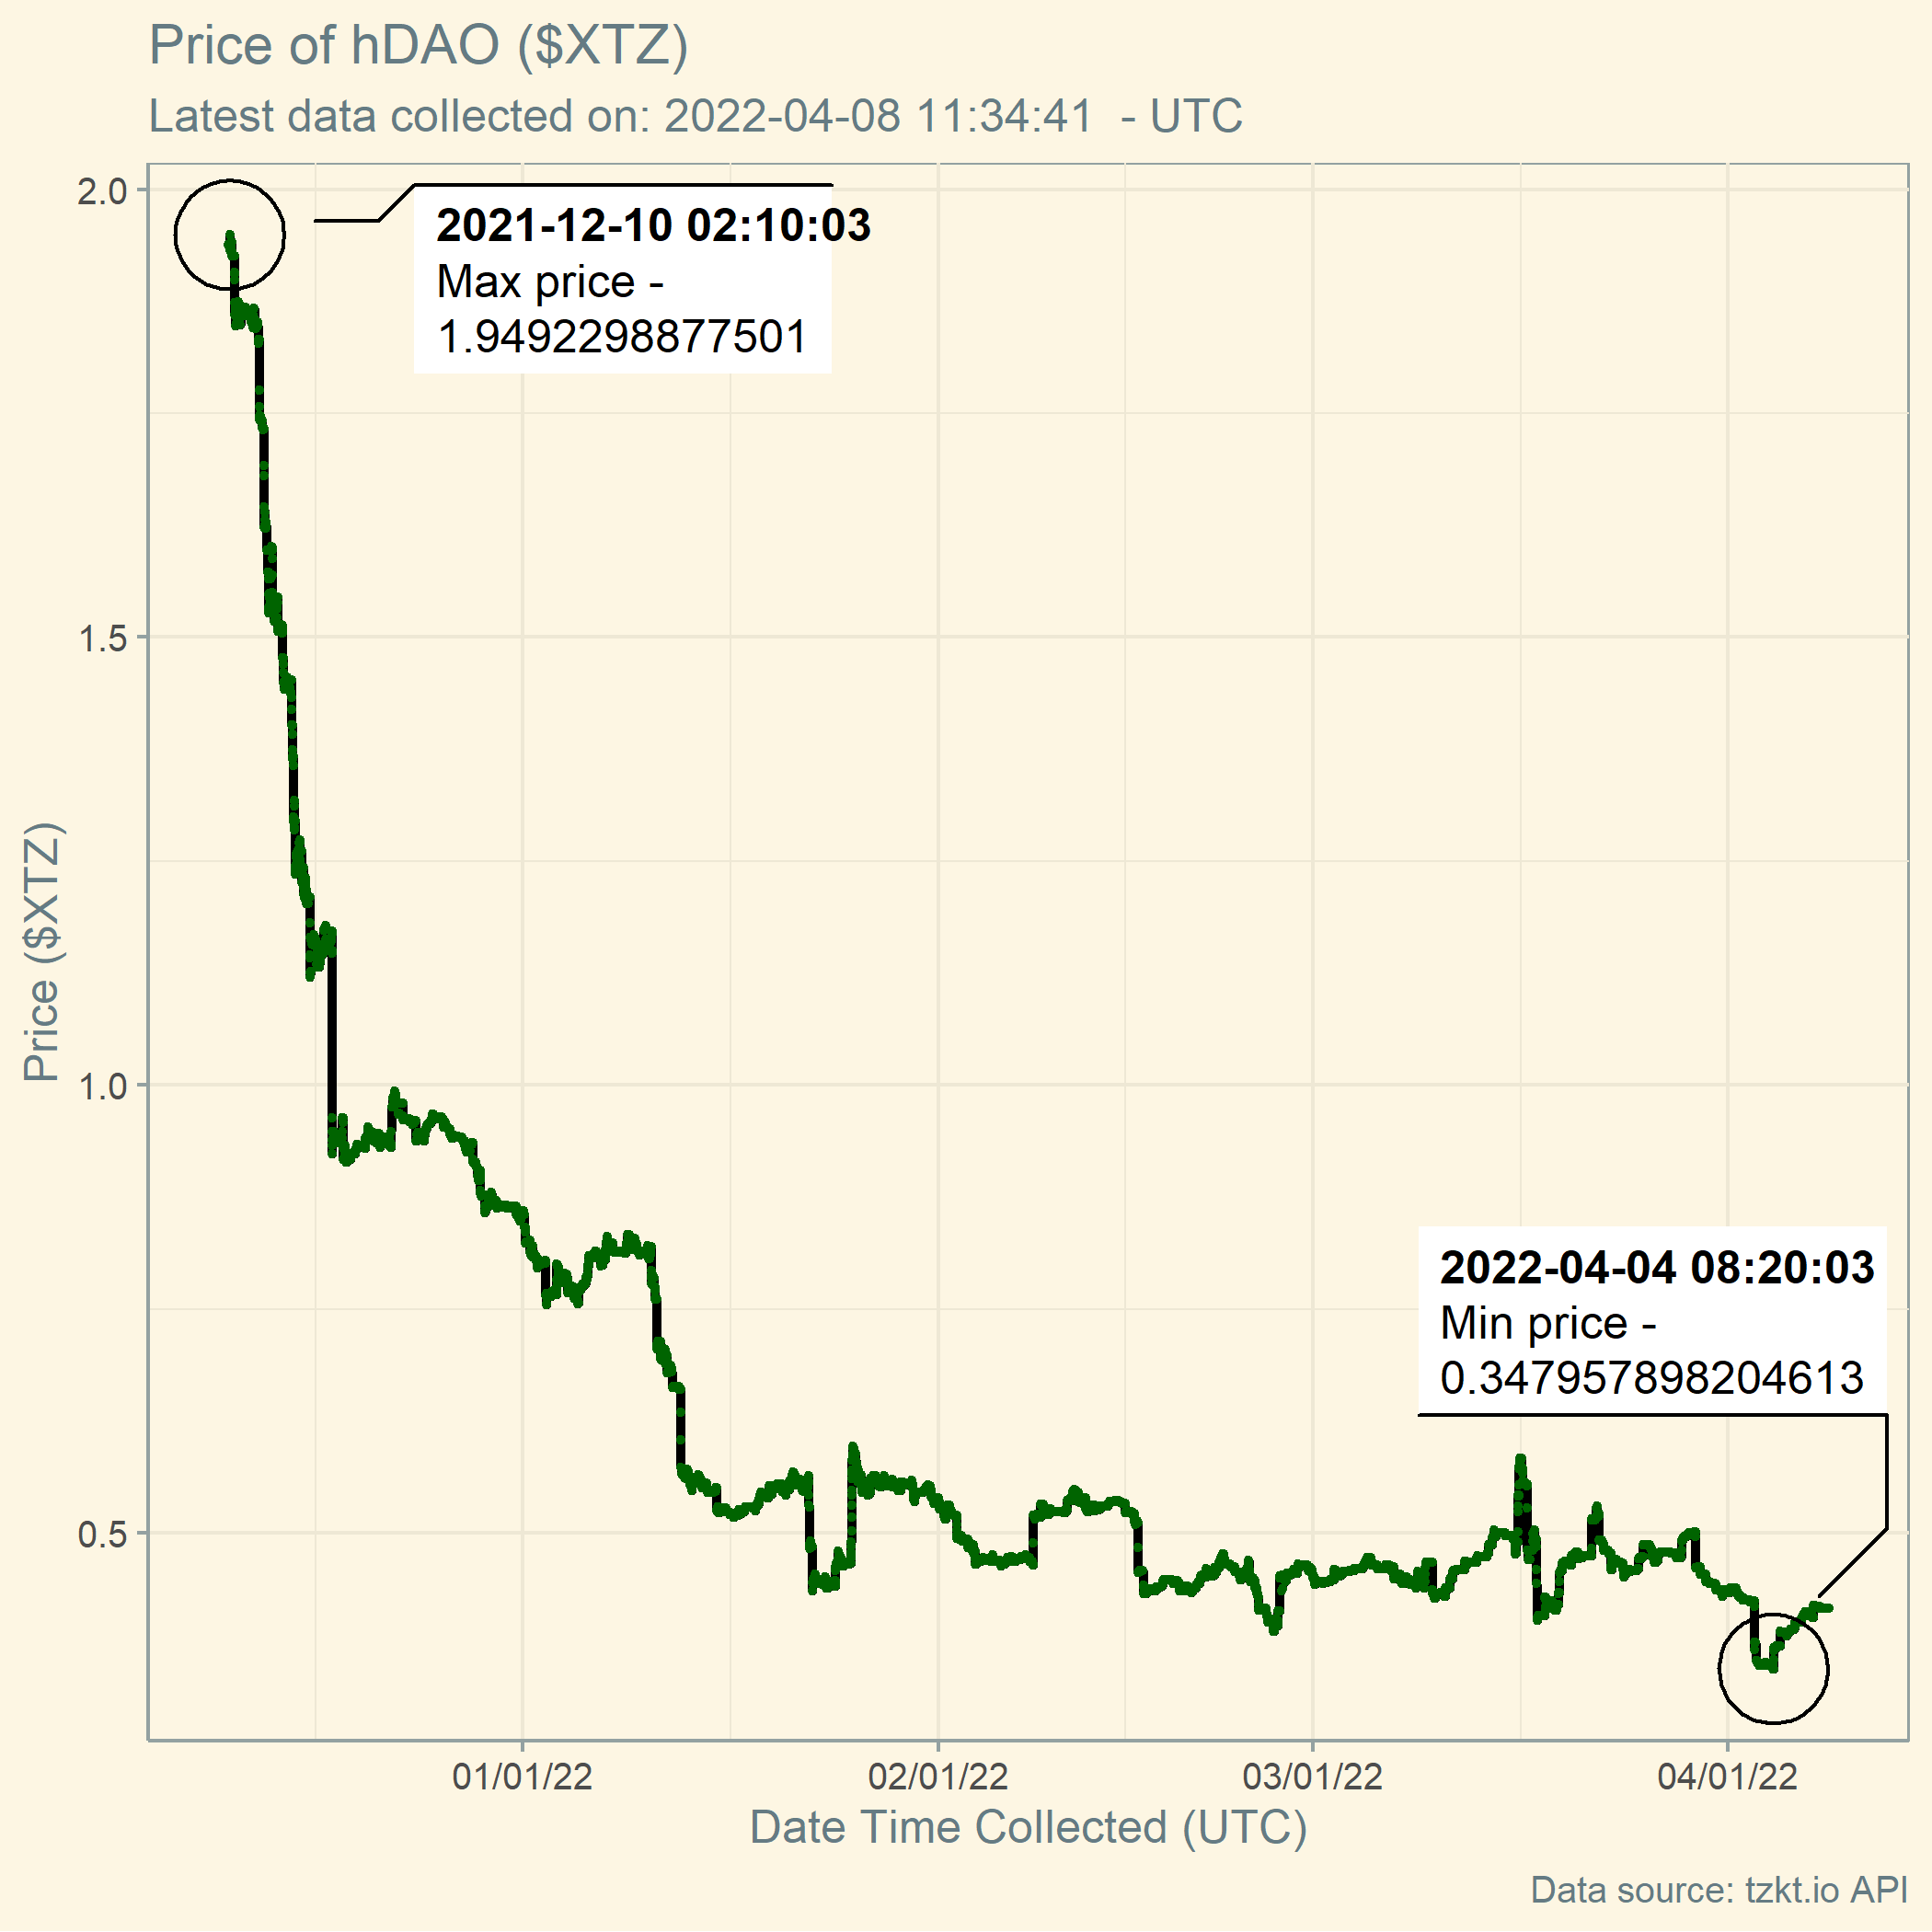 Price of hDAO ($XTZ)
Latest data collected on: 2022-04-08 11:34:41  - UTC
2.0
1.5
1.0
0.5
Price ($XTZ)
2021-12-10 02:10:03
Max price -
1.9492298877501
2022-04-04 08:20:03
Min price -
0.347957898204613
01/01/22
02/01/22
03/01/22
04/01/22
Date Time Collected (UTC)
Data source: tzkt.io API